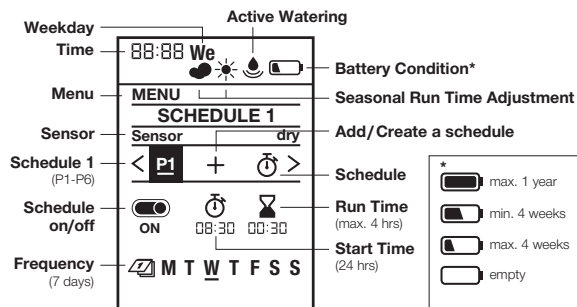 Active Watering
Weekday
Time
88:88 We
Battery Condition*
Menu
MENU
Seasonal Run Time Adjustment
SCHEDULE 1
Sensor
Sensor dry
Add/Create a schedule
Schedule 1
(P1-P6)
< P1 + >
Schedule
Schedule
on/off
ON
08:30 00:30
Run Time
(max. 4 hrs)
Start Time
(24 hrs)
Frequency
(7 days)
M T W T F S S
*
max. 1 year
min. 4 weeks
max. 4 weeks
empty